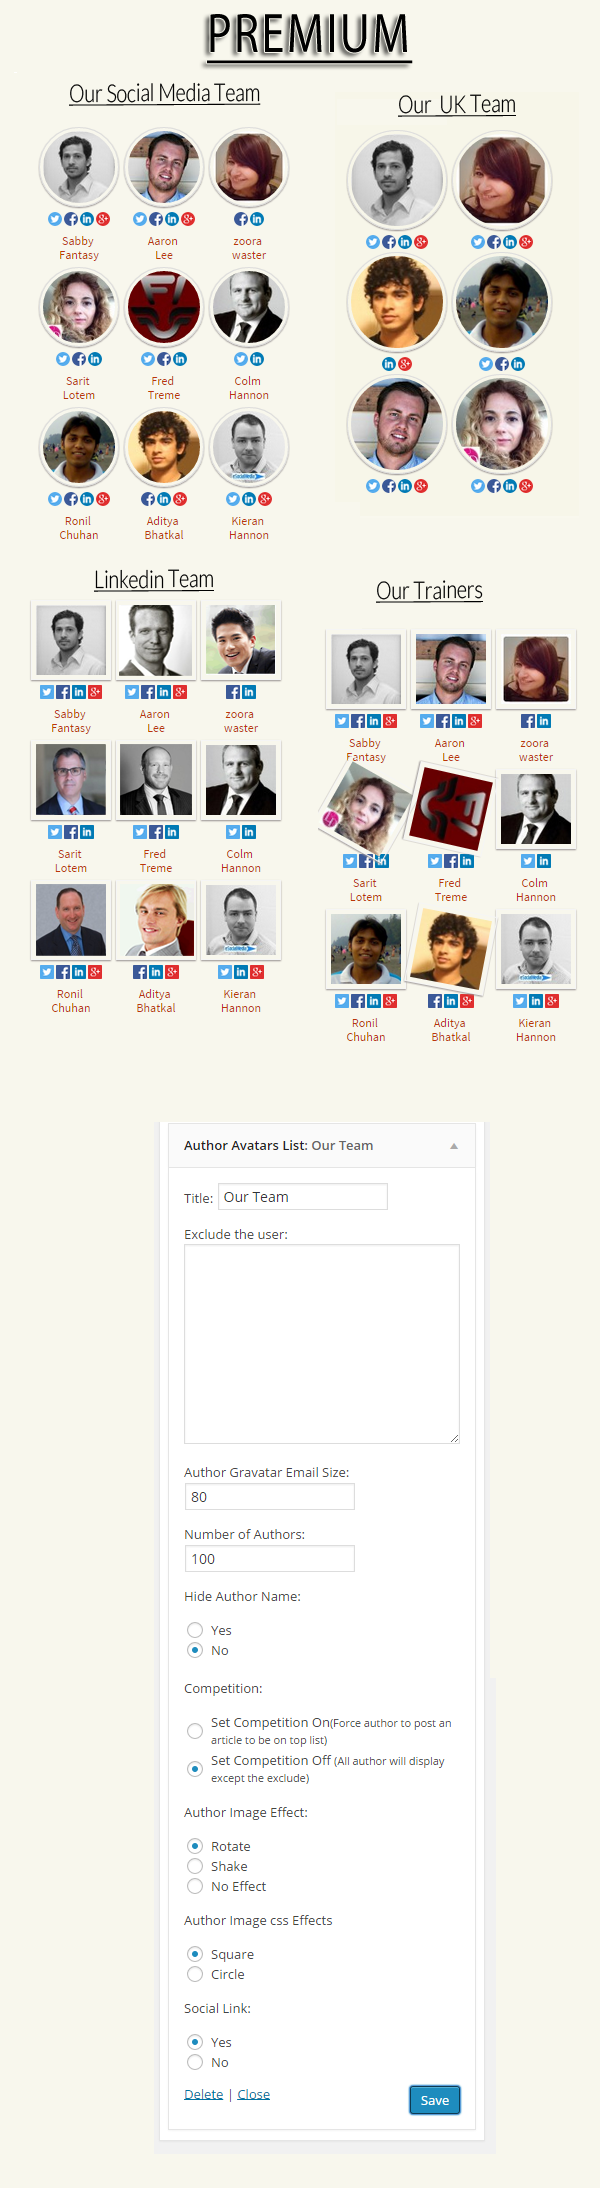 PREMIUM
Our Social Media Team
Sabby Fantasy
Aaron Lee
zoora waster
Sarit Lotem
Fred Treme
Colm Hannon
Ronil Chuhan
Aditya Bhatkal
Kieran Hannon
Our UK Team
Linkedin Team
Sabby Fantasy
Aaron Lee
zoora waster
Sarit Lotem
Fred Treme
Colm Hannon
Ronil Chuhan
Aditya Bhatkal
Kieran Hannon
Our Trainers
Sabby Fantasy
Aaron Lee
zoora waster
Sarit Lotem
Fred Treme
Colm Hannon
Ronil Chuhan
Aditya Bhatkal
Kieran Hannon
Author Avatars List: Our Team
Title: Our Team
Exclude the user:
Author Gravatar Email Size:
80
Number of Authors:
100
Hide Author Name:
Yes
No
Competition:
Set Competition On(Force author to post an
article to be on top list)
Set Competition Off (All author will display
except the exclude)
Author Image Effect:
Rotate
Shake
No Effect
Author Image css Effects
Square
Circle
Social Link:
Yes
No
Delete | Close
Save